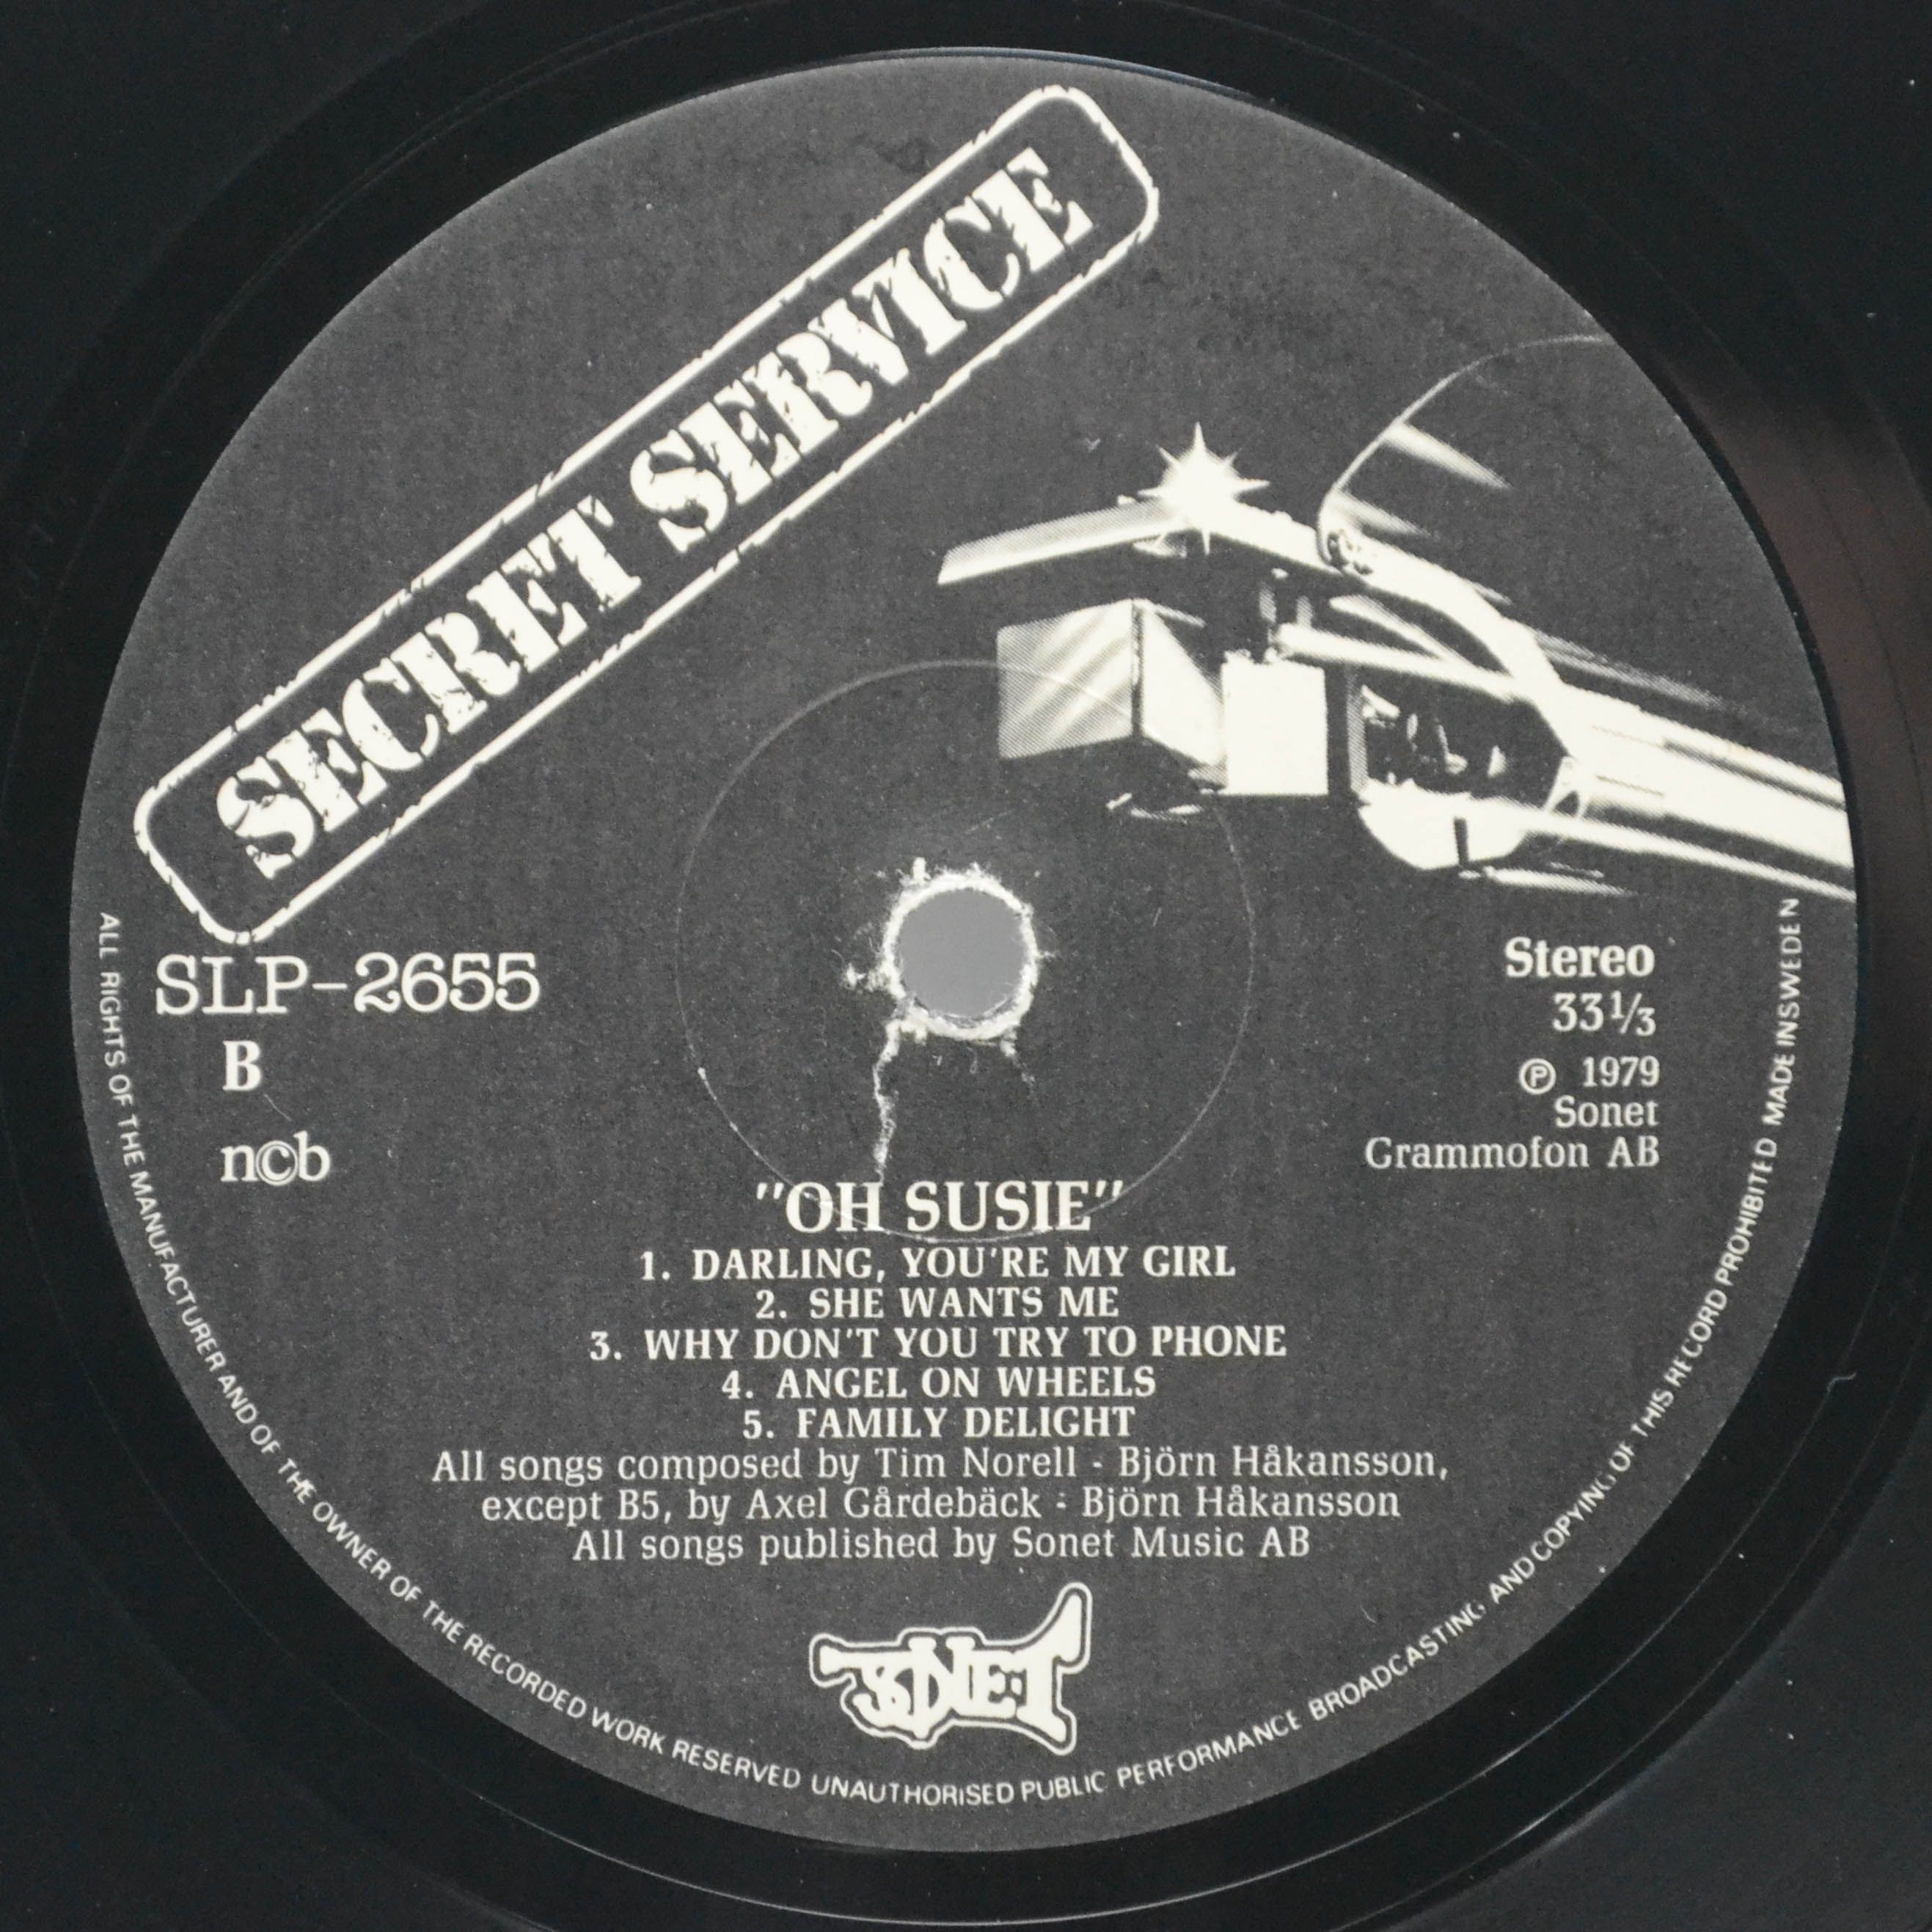 SECRET SERVICE
SLP-2655
B
n©b
Stereo
33⅓
℗ 1979
Sonet
Grammofon AB
"OH SUSIE"
1. DARLING, YOU'RE MY GIRL
2. SHE WANTS ME
3. WHY DON'T YOU TRY TO PHONE
4. ANGEL ON WHEELS
5. FAMILY DELIGHT
All songs composed by Tim Norell - Björn Håkansson,
except B5, by Axel Gårdebäck - Björn Håkansson
All songs published by Sonet Music AB
SONET
ALL RIGHTS OF THE MANUFACTURER AND OF THE OWNER OF THE RECORDED WORK RESERVED UNAUTHORISED PUBLIC PERFORMANCE BROADCASTING AND COPYING OF THIS RECORD PROHIBITED MADE IN SWEDEN